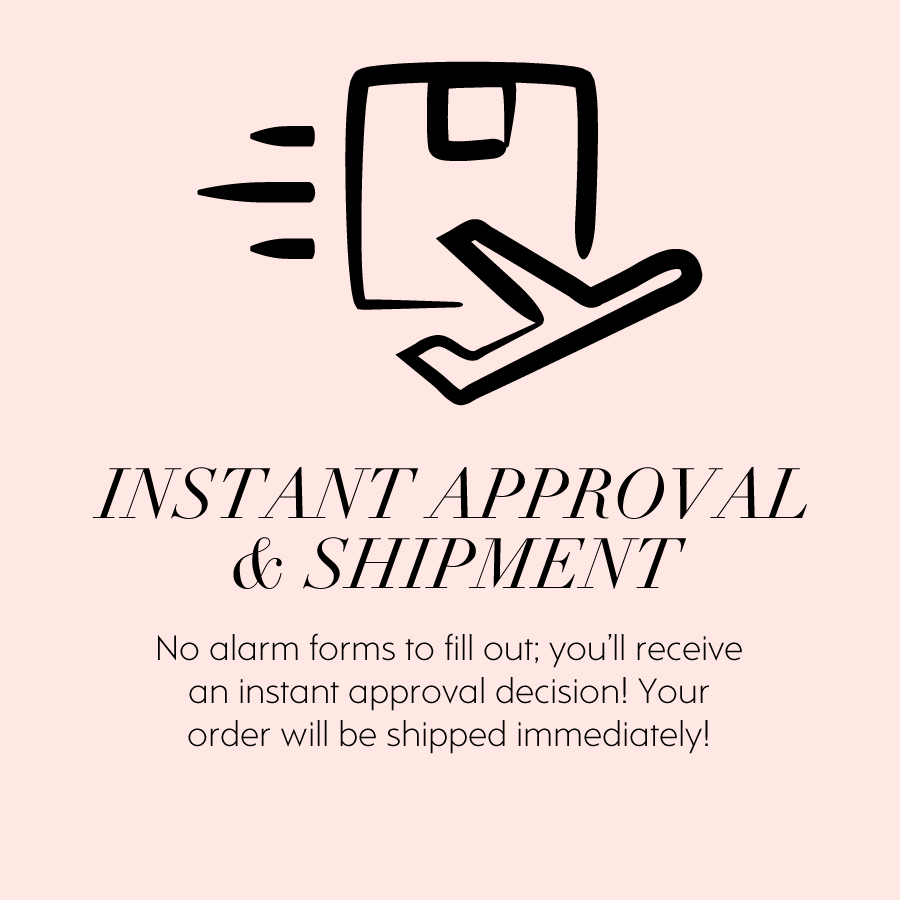 INSTANT APPROVAL
& SHIPMENT
No alarm forms to fill out; you’ll receive
an instant approval decision! Your
order will be shipped immediately!